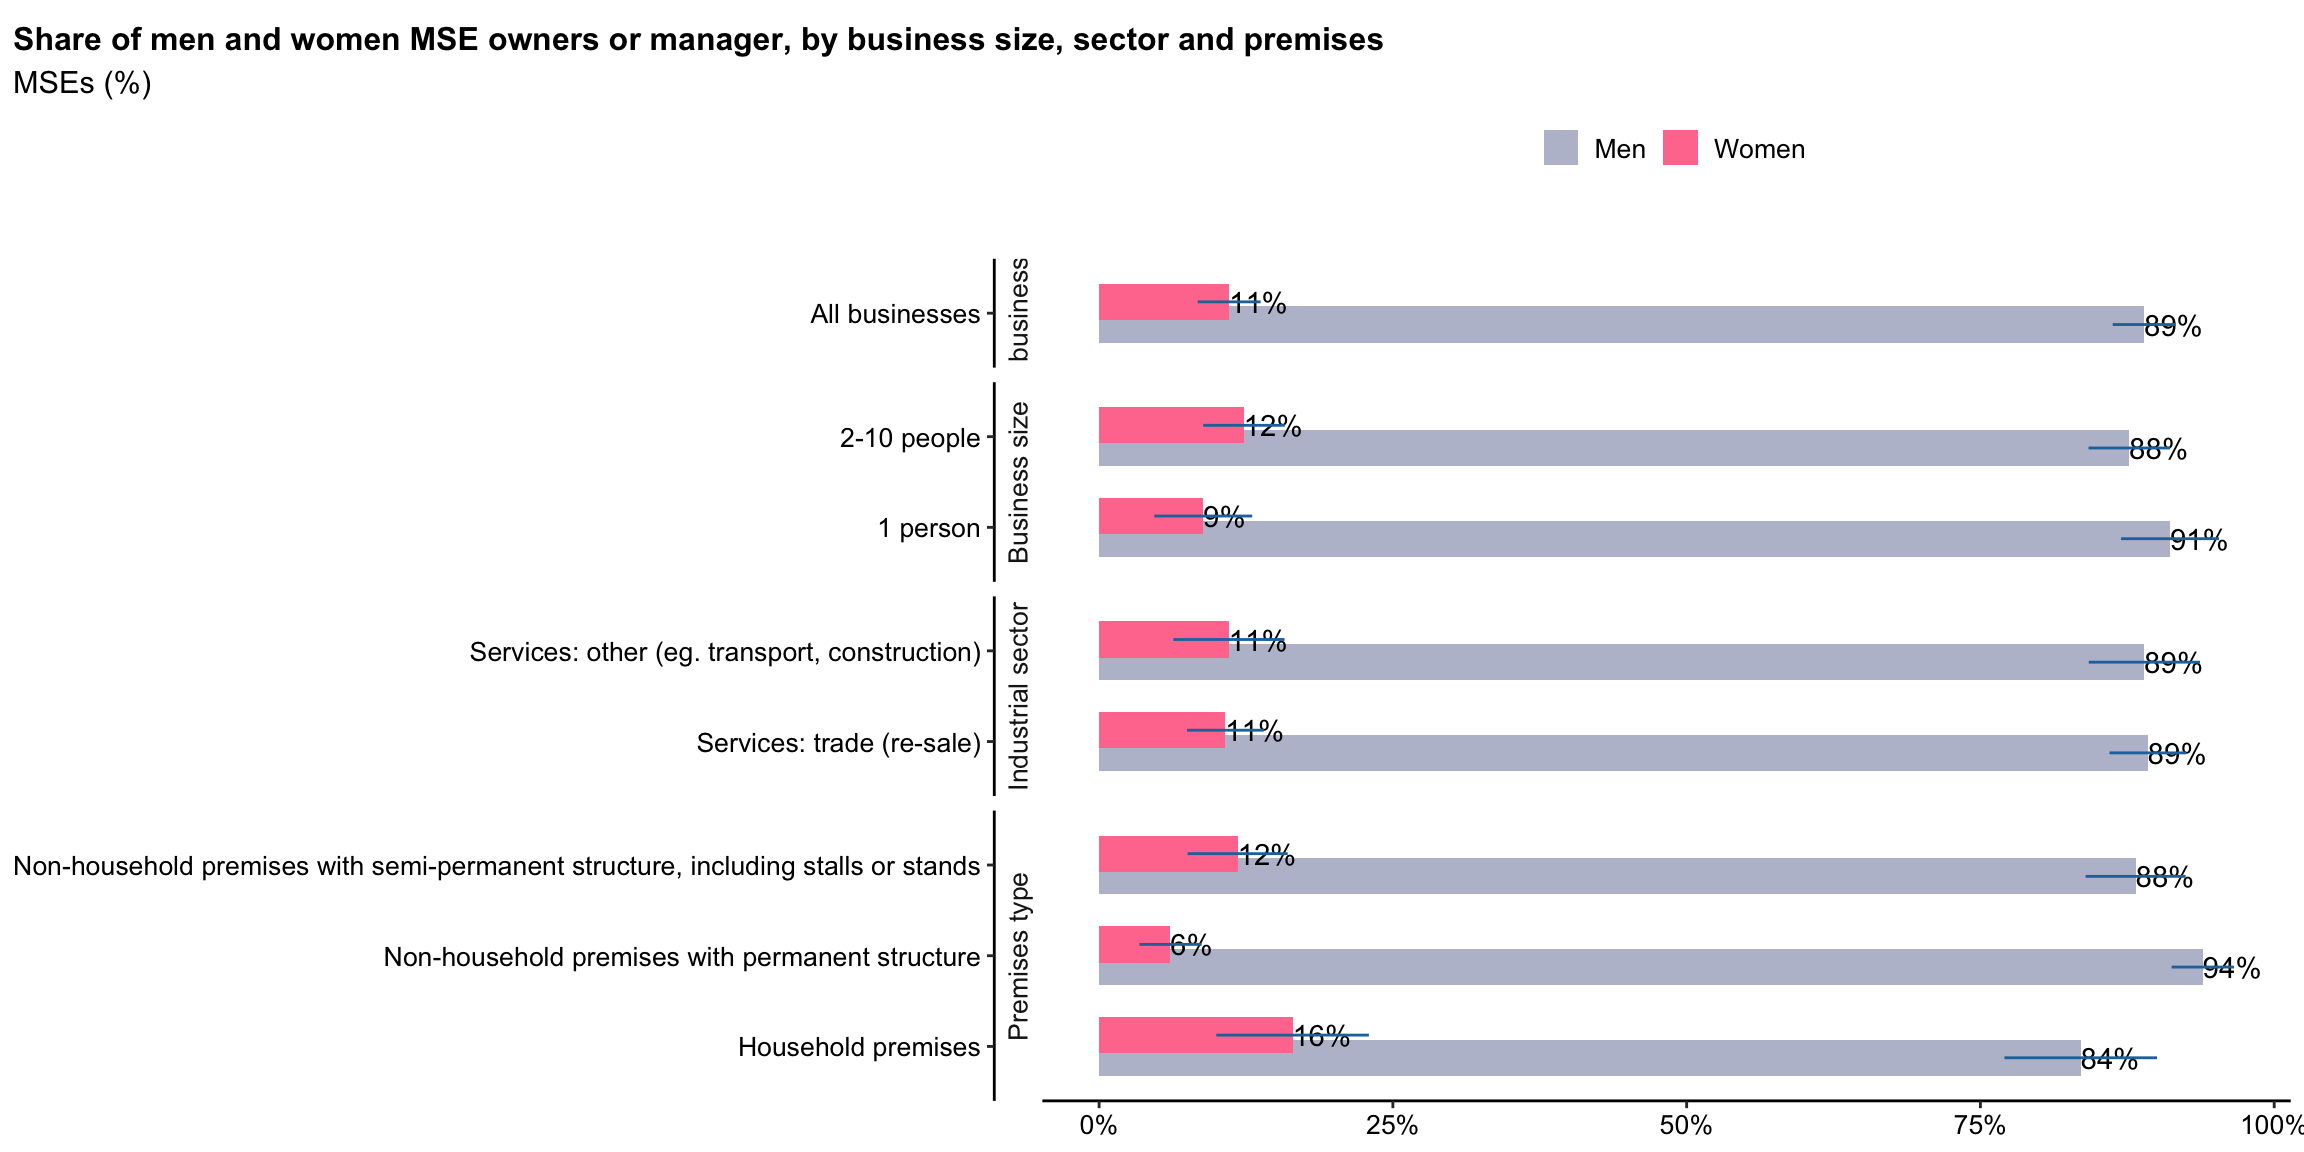 Share of men and women MSE owners or manager, by business size, sector and premises
MSEs (%)
Men
Women
business
All businesses
11%
89%
Business size
2-10 people
12%
88%
1 person
9%
91%
Industrial sector
Services: other (eg. transport, construction)
11%
89%
Services: trade (re-sale)
11%
89%
Premises type
Non-household premises with semi-permanent structure, including stalls or stands
12%
88%
Non-household premises with permanent structure
6%
94%
Household premises
16%
84%
0%
25%
50%
75%
100%